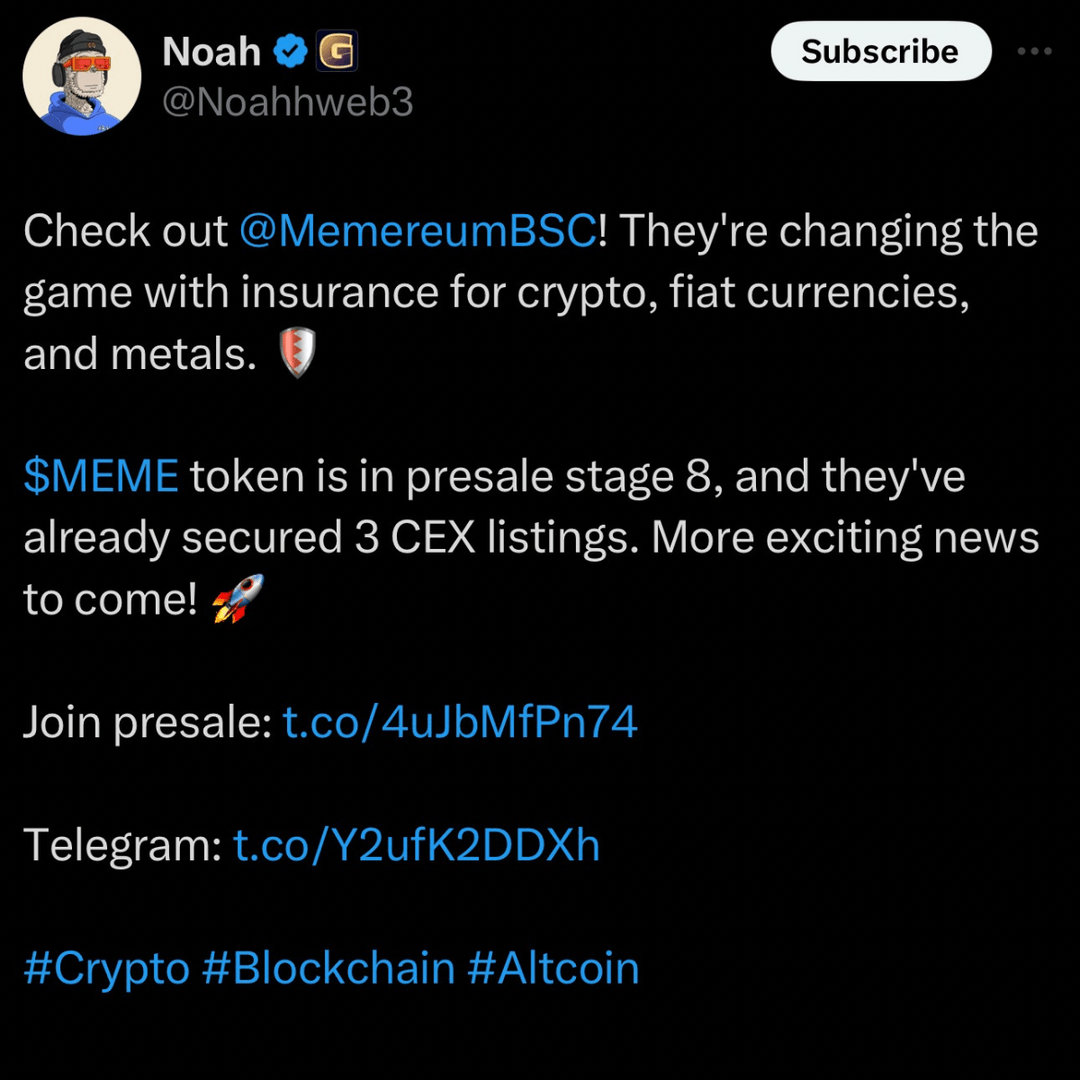 Noah
G
Subscribe
@Noahhweb3
Check out @MemereumBSC! They're changing the
game with insurance for crypto, fiat currencies,
and metals.
$MEME token is in presale stage 8, and they've
already secured 3 CEX listings. More exciting news
to come!
Join presale: t.co/4uJbMfPn74
Telegram: t.co/Y2ufK2DDXh
#Crypto #Blockchain #Altcoin